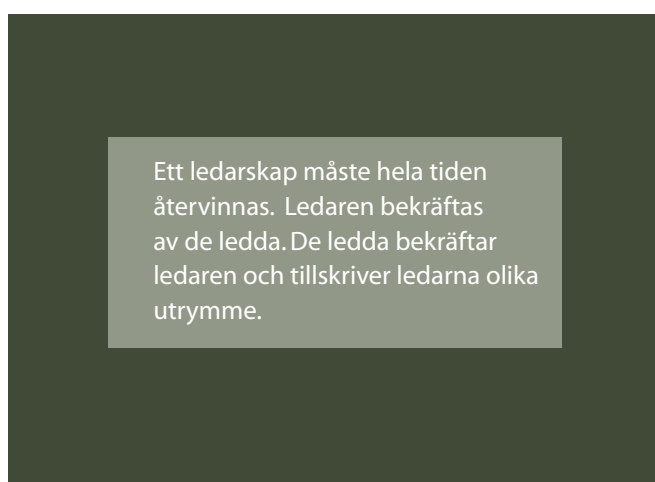 Ett ledarskap måste hela tiden
återvinnas. Ledaren bekräftas
av de ledda. De ledda bekräftar
ledaren och tillskriver ledarna olika
utrymme.